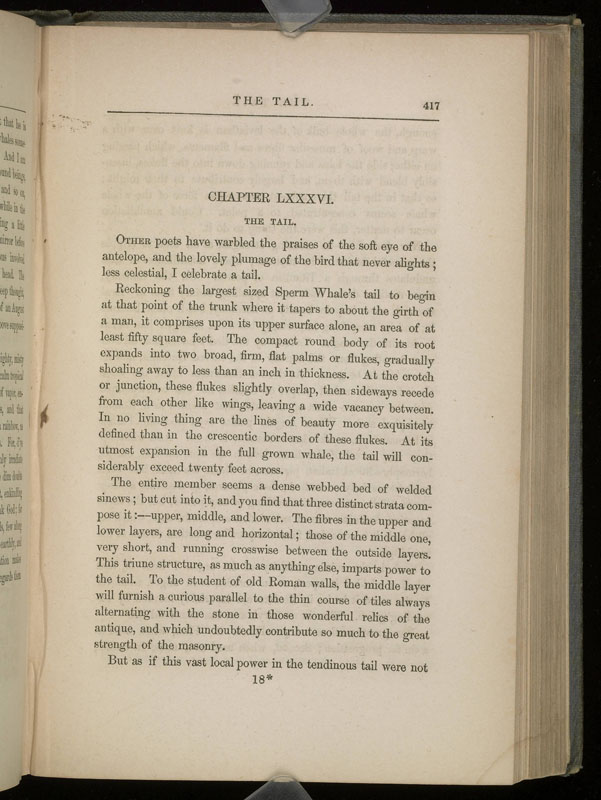 THE TAIL. 417
CHAPTER LXXXVI.
THE TAIL.
OTHER poets have warbled the praises of the soft eye of the
antelope, and the lovely plumage of the bird that never alights;
less celestial, I celebrate a tail.
Reckoning the largest sized Sperm Whale's tail to begin
at that point of the trunk where it tapers to about the girth of
a man, it comprises upon its upper surface alone, an area of at
least fifty square feet. The compact round body of its root
expands into two broad, firm, flat palms or flukes, gradually
shoaling away to less than an inch in thickness. At the crotch
or junction, these flukes slightly overlap, then sideways recede
from each other like wings, leaving a wide vacancy between.
In no living thing are the lines of beauty more exquisitely
defined than in the crescentic borders of these flukes. At its
utmost expansion in the full grown whale, the tail will con-
siderably exceed twenty feet across.
The entire member seems a dense webbed bed of welded
sinews; but cut into it, and you find that three distinct strata com-
pose it:—upper, middle, and lower. The fibres in the upper and
lower layers, are long and horizontal; those of the middle one,
very short, and running crosswise between the outside layers.
This triune structure, as much as anything else, imparts power to
the tail. To the student of old Roman walls, the middle layer
will furnish a curious parallel to the thin course of tiles always
alternating with the stone in those wonderful relics of the
antique, and which undoubtedly contribute so much to the great
strength of the masonry.
But as if this vast local power in the tendinous tail were not
18*